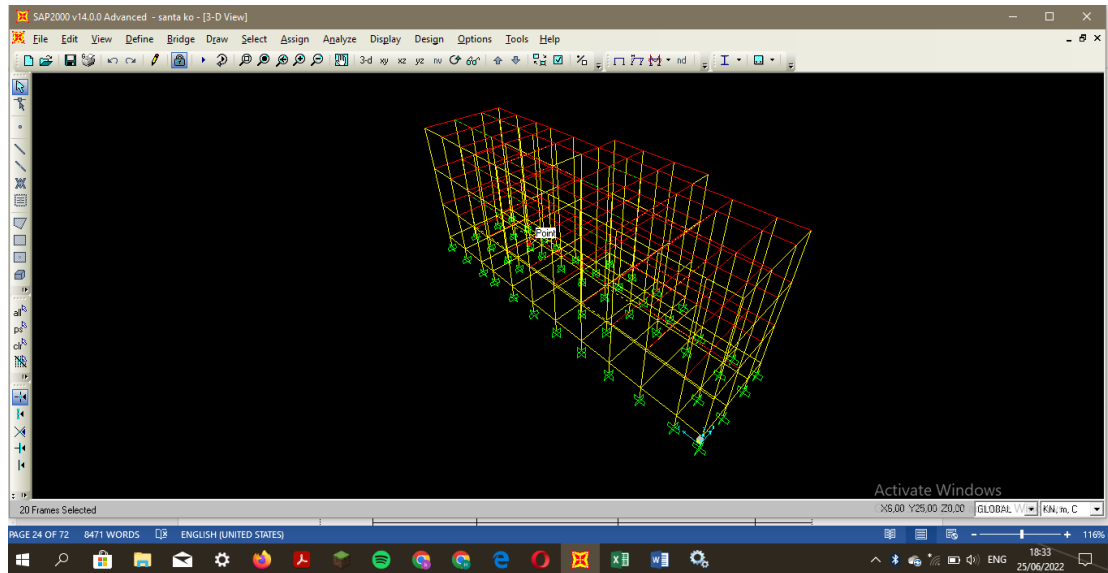 SAP2000 v14.0.0 Advanced - santa ko - [3-D View]
File Edit View Define Bridge Draw Select Assign Analyze Display Design Options Tools Help
3-d xy xz yz nv nd
Point
all
ps
clr
Activate Windows
20 Frames Selected
X6,00 Y25,00 Z0,00 GLOBAL KN, m, C
PAGE 24 OF 72 8471 WORDS ENGLISH (UNITED STATES) 116%
ENG 18:33
25/06/2022